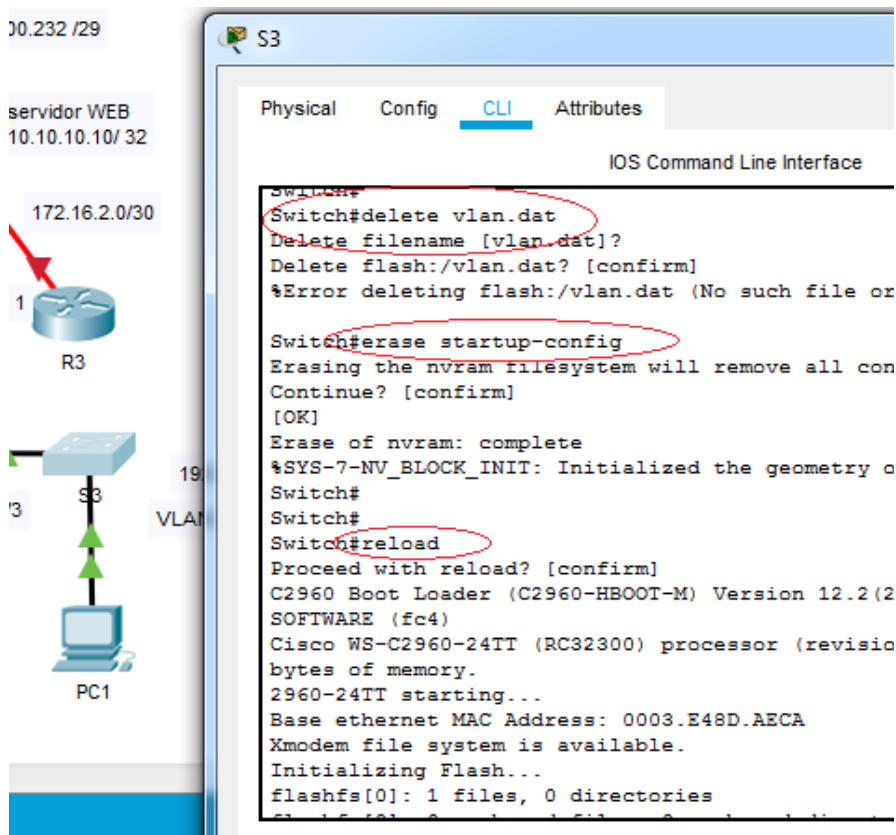 00.232 /29
servidor WEB
10.10.10.10/ 32
172.16.2.0/30
1
R3
S3
19
/3
VLAN
PC1
S3
Physical Config CLI Attributes
IOS Command Line Interface
Switch#
Switch#delete vlan.dat
Delete filename [vlan.dat]?
Delete flash:/vlan.dat? [confirm]
%Error deleting flash:/vlan.dat (No such file or
Switch#erase startup-config
Erasing the nvram filesystem will remove all con
Continue? [confirm]
[OK]
Erase of nvram: complete
%SYS-7-NV_BLOCK_INIT: Initialized the geometry o
Switch#
Switch#
Switch#reload
Proceed with reload? [confirm]
C2960 Boot Loader (C2960-HBOOT-M) Version 12.2(2
SOFTWARE (fc4)
Cisco WS-C2960-24TT (RC32300) processor (revisio
bytes of memory.
2960-24TT starting...
Base ethernet MAC Address: 0003.E48D.AECA
Xmodem file system is available.
Initializing Flash...
flashfs[0]: 1 files, 0 directories